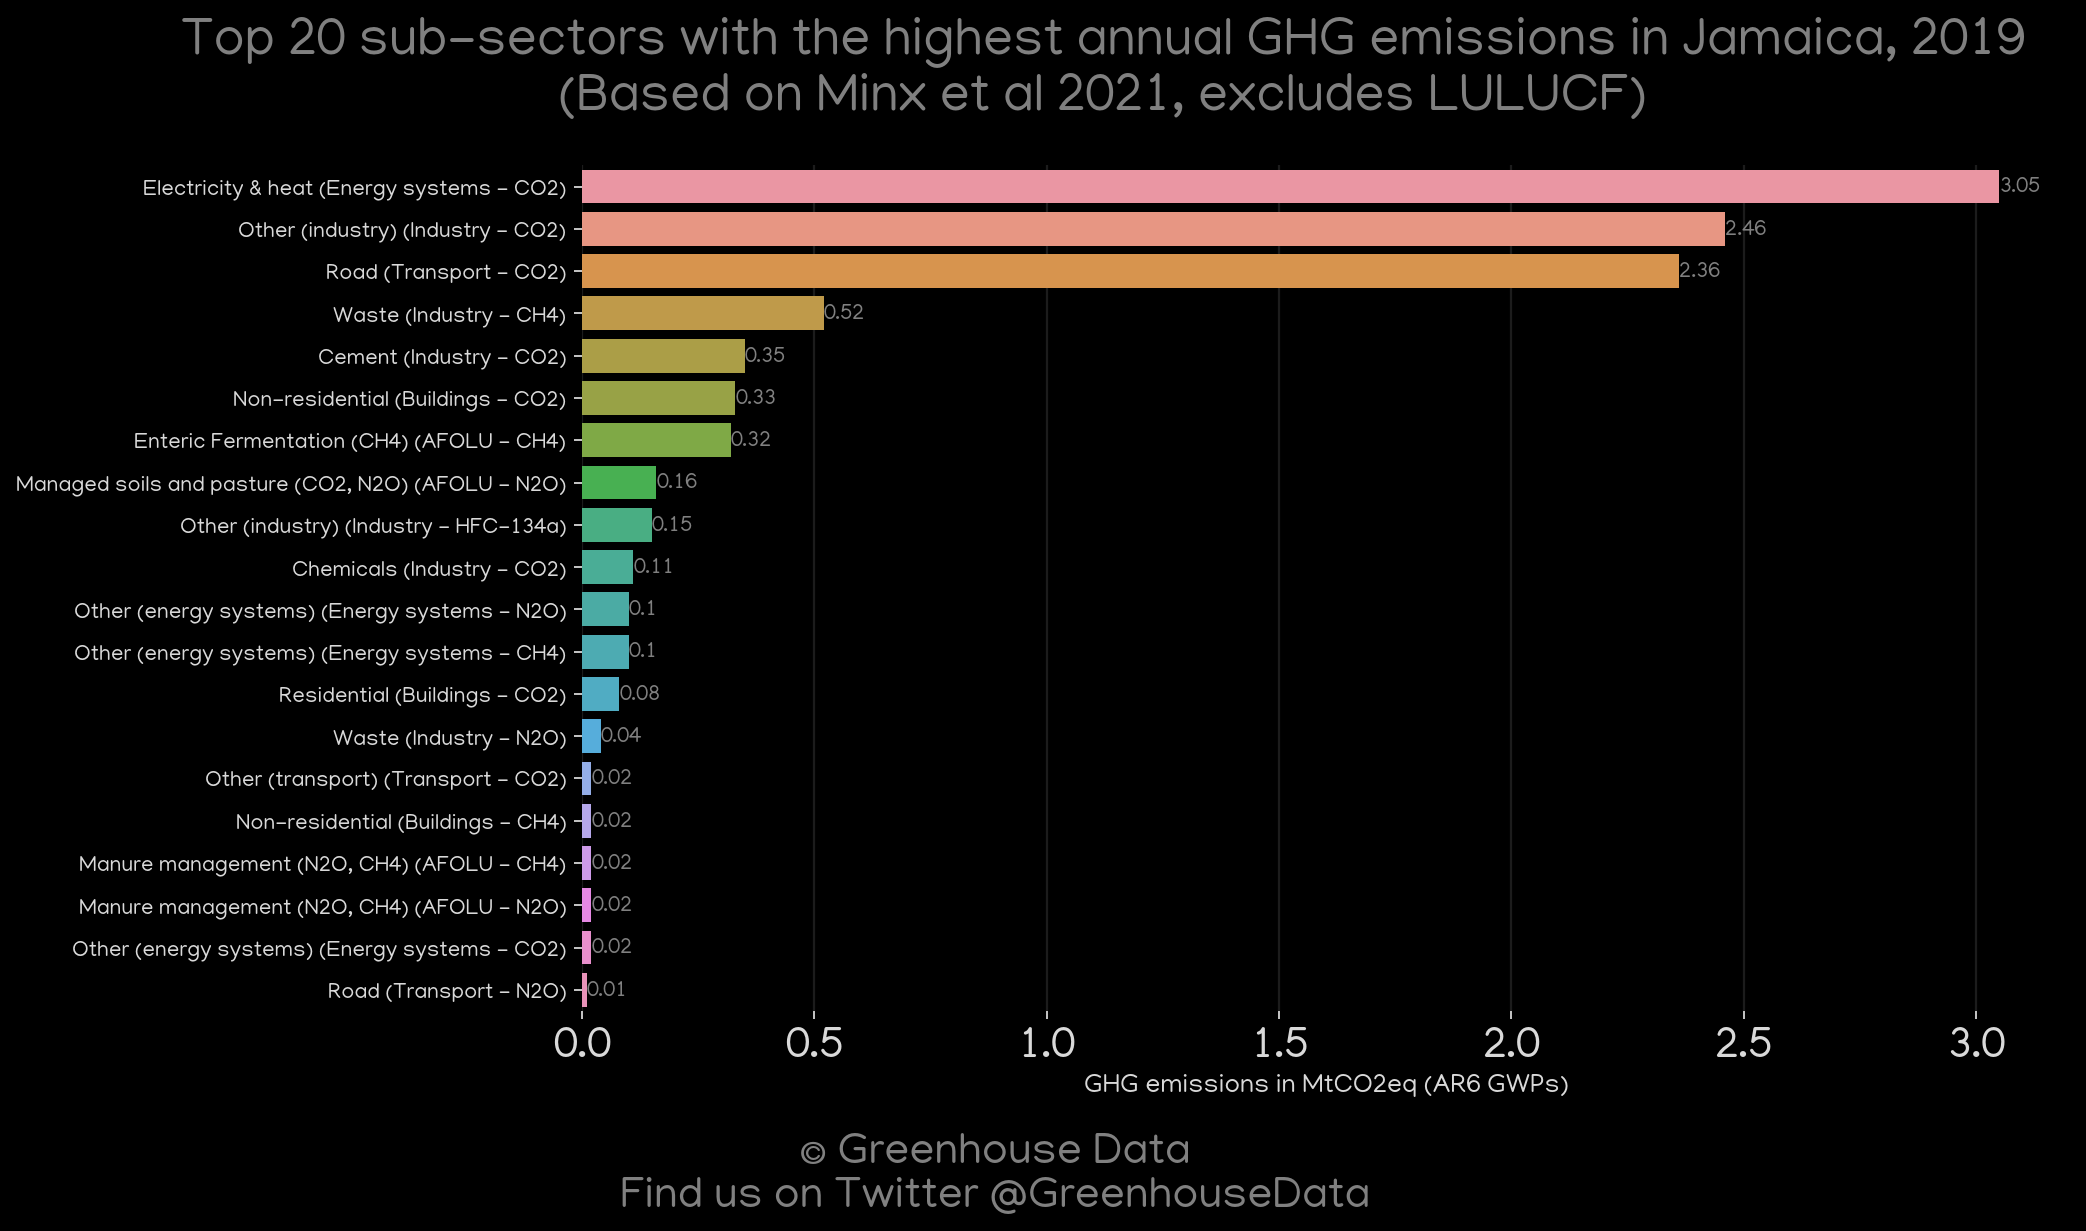 Top 20 sub-sectors with the highest annual GHG emissions in Jamaica, 2019
(Based on Minx et al 2021, excludes LULUCF)
Electricity & heat (Energy systems - CO2) 3.05
Other (industry) (Industry - CO2) 2.46
Road (Transport - CO2) 2.36
Waste (Industry - CH4) 0.52
Cement (Industry - CO2) 0.35
Non-residential (Buildings - CO2) 0.33
Enteric Fermentation (CH4) (AFOLU - CH4) 0.32
Managed soils and pasture (CO2, N2O) (AFOLU - N2O) 0.16
Other (industry) (Industry - HFC-134a) 0.15
Chemicals (Industry - CO2) 0.11
Other (energy systems) (Energy systems - N2O) 0.1
Other (energy systems) (Energy systems - CH4) 0.1
Residential (Buildings - CO2) 0.08
Waste (Industry - N2O) 0.04
Other (transport) (Transport - CO2) 0.02
Non-residential (Buildings - CH4) 0.02
Manure management (N2O, CH4) (AFOLU - CH4) 0.02
Manure management (N2O, CH4) (AFOLU - N2O) 0.02
Other (energy systems) (Energy systems - CO2) 0.02
Road (Transport - N2O) 0.01
0.0 0.5 1.0 1.5 2.0 2.5 3.0
GHG emissions in MtCO2eq (AR6 GWPs)
© Greenhouse Data
Find us on Twitter @GreenhouseData